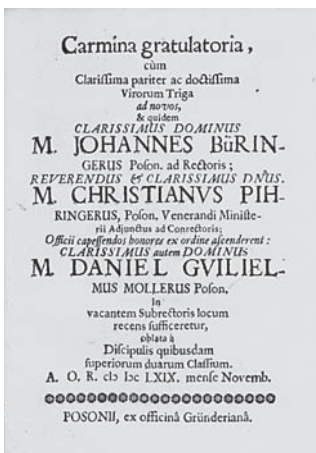 Carmina gratulatoria,
cùm
Clariſſima pariter ac doctiſſima
Virorum Triga
ad novos,
& quidem
CLARISSIMUS DOMINUS
M. JOHANNES BüRIN-
GERUS Poſon. ad Rectoris;
REVERENDUS & CLARISSIMUS DNUS.
M. CHRISTIANVS PIH-
RINGERUS, Poſon. Venerandi Miniſte-
rii Adjunctus ad Conrectoris;
Officii capeſſendos honores ex ordine aſcenderent:
CLARISSIMUS autem DOMINUS
M. DANIEL GVILIEL-
MUS MOLLERUS Poſon.
In
vacantem Subrectoris locum
recens ſufficeretur,
oblata à
Diſcipulis quibusdam
ſuperiorum duarum Claſſium.
A. O. R. cIɔ Iɔc LXIX. menſe Novemb.
POSONII, ex officinâ Gründerianâ.